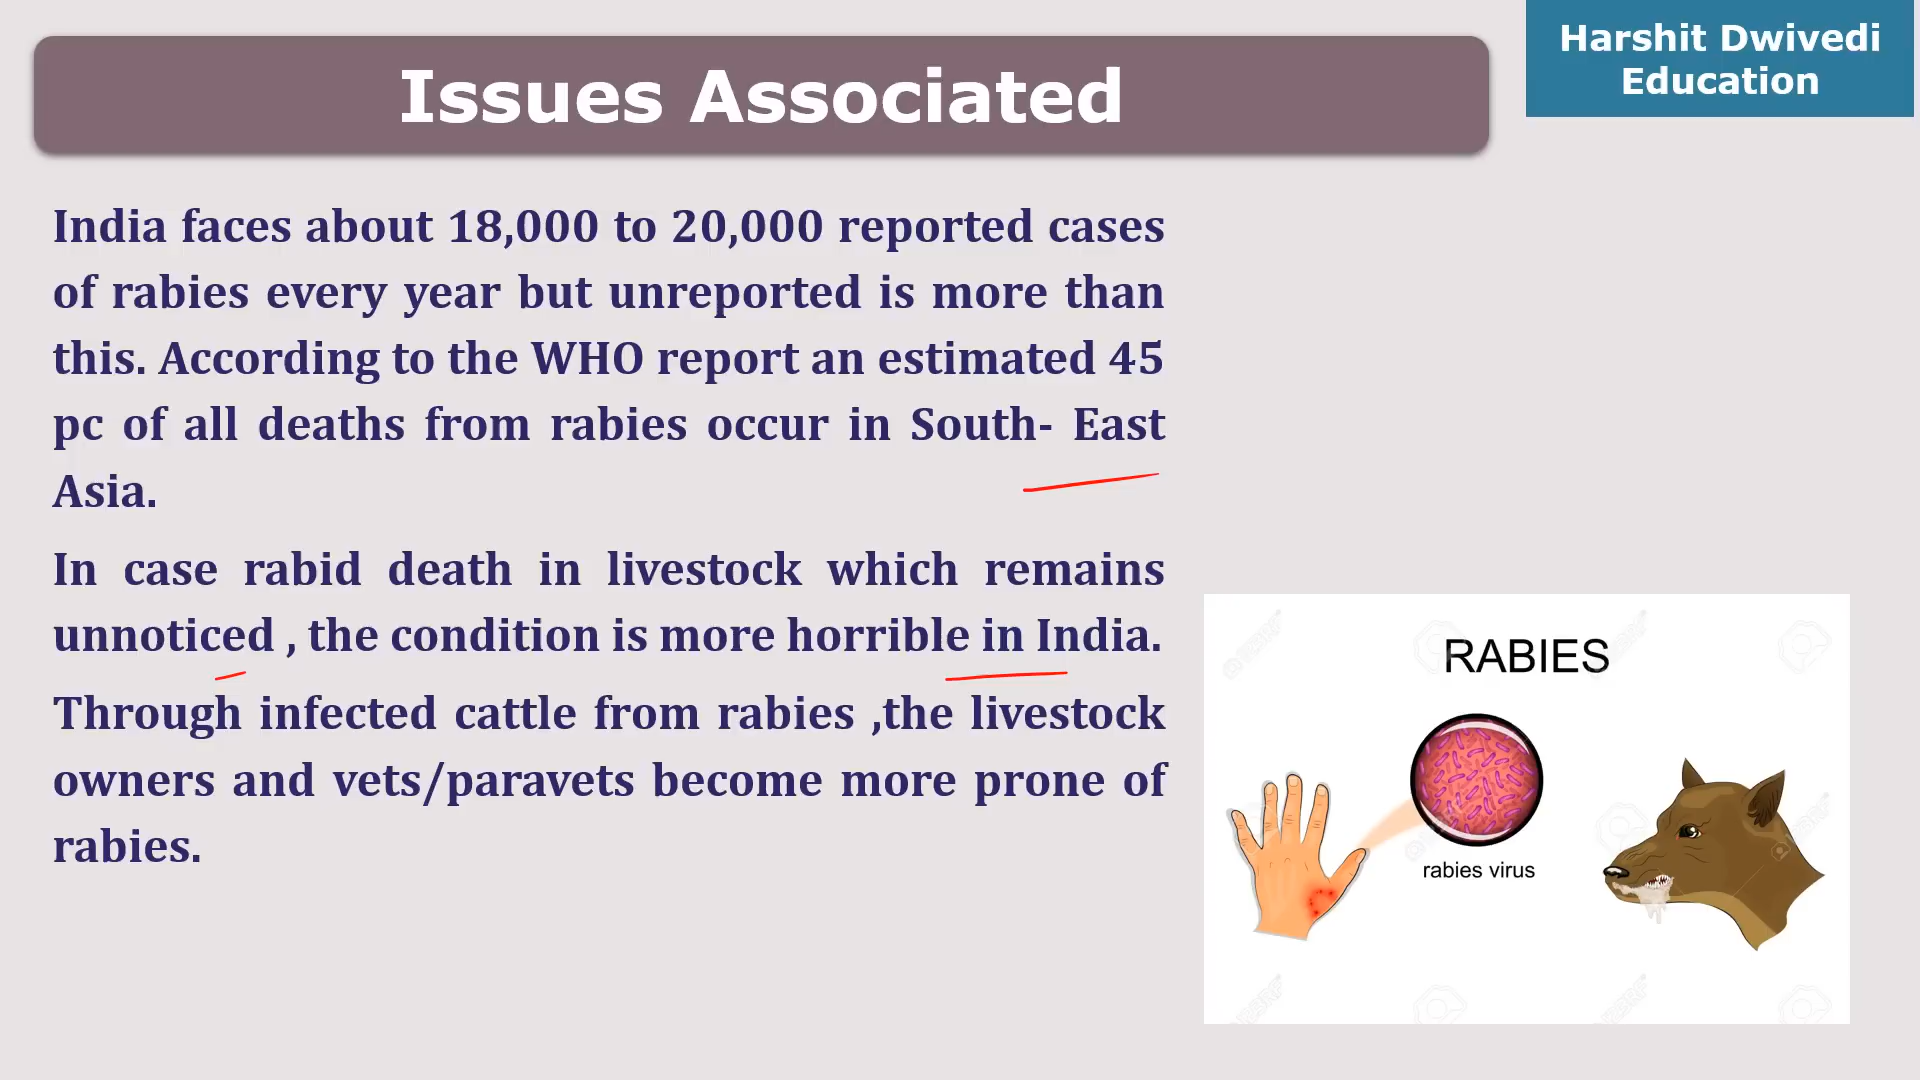 Harshit Dwivedi
Education
Issues Associated
India faces about 18,000 to 20,000 reported cases
of rabies every year but unreported is more than
this. According to the WHO report an estimated 45
pc of all deaths from rabies occur in South- East
Asia.
In case rabid death in livestock which remains
unnoticed , the condition is more horrible in India.
Through infected cattle from rabies ,the livestock
owners and vets/paravets become more prone of
rabies.
RABIES
rabies virus